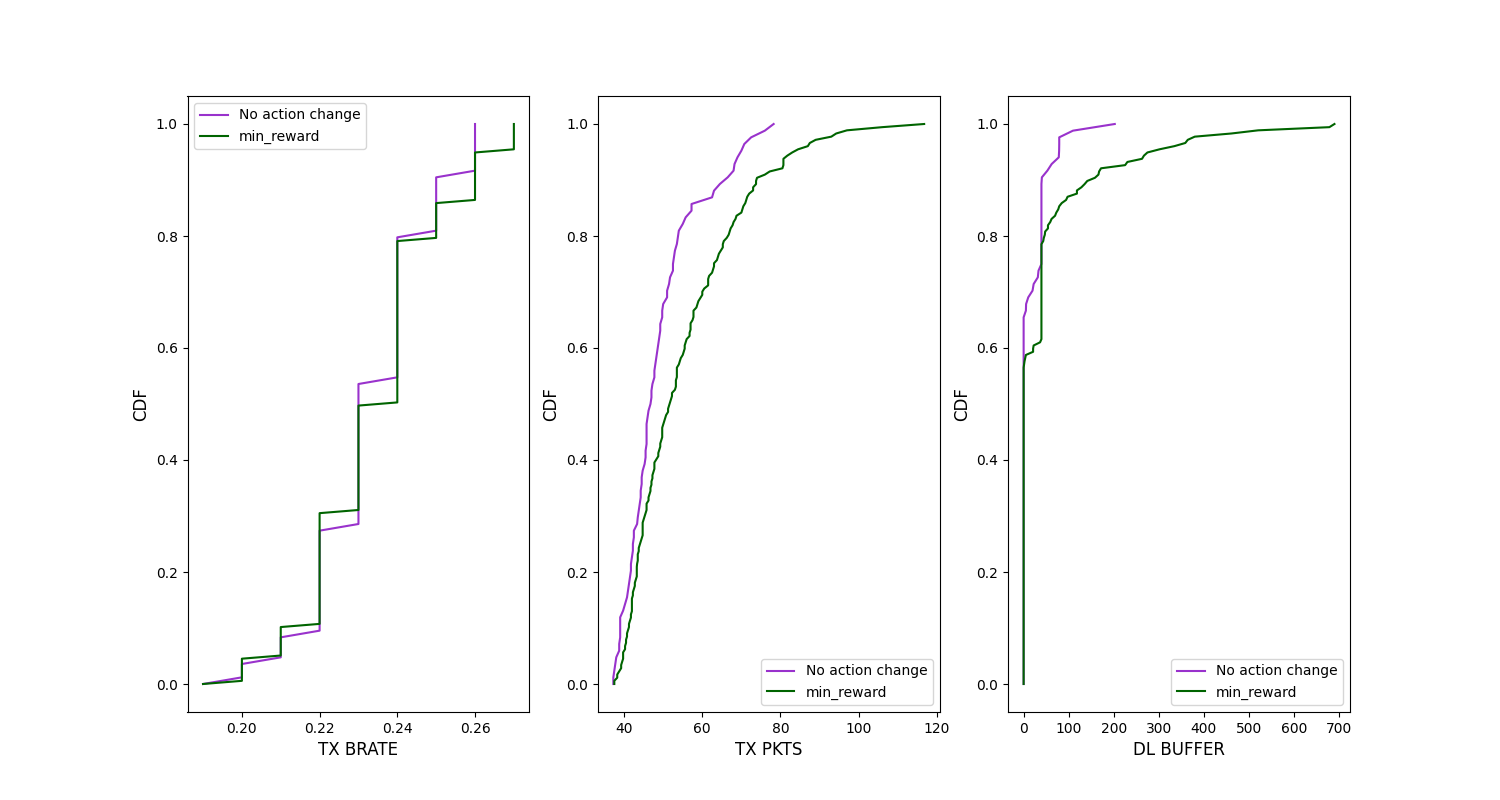 No action change
min_reward
1.0
0.8
0.6
0.4
0.2
0.0
CDF
0.20 0.22 0.24 0.26
TX BRATE
1.0
0.8
0.6
0.4
0.2
0.0
CDF
No action change
min_reward
40 60 80 100 120
TX PKTS
1.0
0.8
0.6
0.4
0.2
0.0
CDF
No action change
min_reward
0 100 200 300 400 500 600 700
DL BUFFER